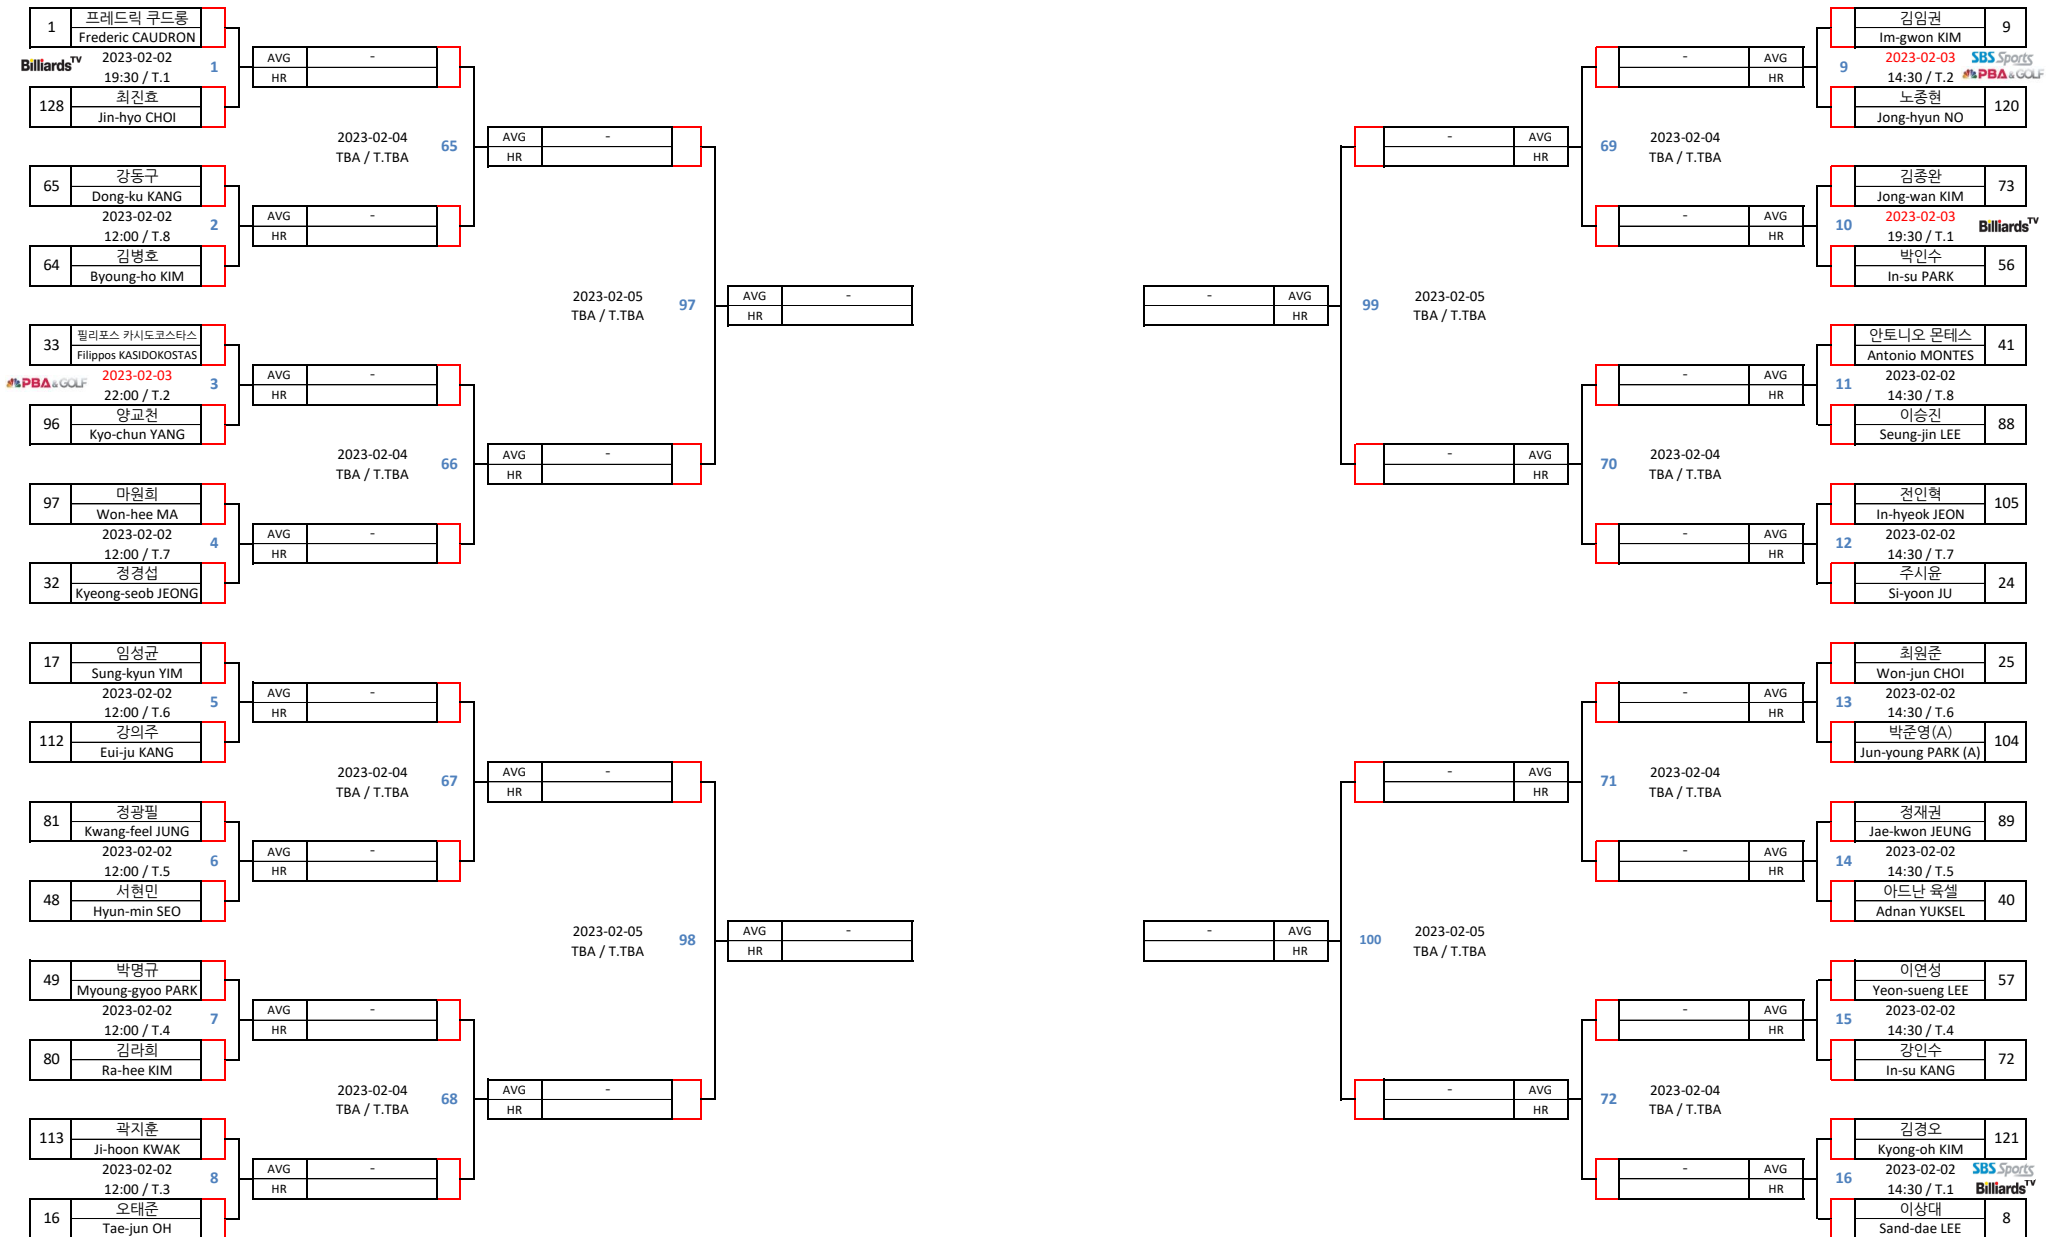 1
프레드릭 쿠드롱
Frederic CAUDRON
BilliardsTV
2023-02-02
19:30 / T.1
1
128
최진효
Jin-hyo CHOI
AVG -
HR
65
강동구
Dong-ku KANG
2023-02-02
12:00 / T.8
2
64
김병호
Byoung-ho KIM
AVG -
HR
2023-02-04
TBA / T.TBA
65
AVG -
HR
33
필리포스 카시도코스타스
Filippos KASIDOKOSTAS
PBA & GOLF
2023-02-03
22:00 / T.2
3
96
양교천
Kyo-chun YANG
AVG -
HR
97
마원희
Won-hee MA
2023-02-02
12:00 / T.7
4
32
정경섭
Kyeong-seob JEONG
AVG -
HR
2023-02-04
TBA / T.TBA
66
AVG -
HR
2023-02-05
TBA / T.TBA
97
AVG -
HR
17
임성균
Sung-kyun YIM
2023-02-02
12:00 / T.6
5
112
강의주
Eui-ju KANG
AVG -
HR
81
정광필
Kwang-feel JUNG
2023-02-02
12:00 / T.5
6
48
서현민
Hyun-min SEO
AVG -
HR
2023-02-04
TBA / T.TBA
67
AVG -
HR
49
박명규
Myoung-gyoo PARK
2023-02-02
12:00 / T.4
7
80
김라희
Ra-hee KIM
AVG -
HR
113
곽지훈
Ji-hoon KWAK
2023-02-02
12:00 / T.3
8
16
오태준
Tae-jun OH
AVG -
HR
2023-02-04
TBA / T.TBA
68
AVG -
HR
2023-02-05
TBA / T.TBA
98
AVG -
HR
김임권
Im-gwon KIM
9
9
2023-02-03
14:30 / T.2
SBS Sports
PBA & GOLF
노종현
Jong-hyun NO
120
- AVG
HR
김종완
Jong-wan KIM
73
10
2023-02-03
19:30 / T.1
BilliardsTV
박인수
In-su PARK
56
- AVG
HR
69
2023-02-04
TBA / T.TBA
- AVG
HR
안토니오 몬테스
Antonio MONTES
41
11
2023-02-02
14:30 / T.8
이승진
Seung-jin LEE
88
- AVG
HR
전인혁
In-hyeok JEON
105
12
2023-02-02
14:30 / T.7
주시윤
Si-yoon JU
24
- AVG
HR
70
2023-02-04
TBA / T.TBA
- AVG
HR
99
2023-02-05
TBA / T.TBA
- AVG
HR
최원준
Won-jun CHOI
25
13
2023-02-02
14:30 / T.6
박준영(A)
Jun-young PARK (A)
104
- AVG
HR
정재권
Jae-kwon JEUNG
89
14
2023-02-02
14:30 / T.5
아드난 육셀
Adnan YUKSEL
40
- AVG
HR
71
2023-02-04
TBA / T.TBA
- AVG
HR
이연성
Yeon-sueng LEE
57
15
2023-02-02
14:30 / T.4
강인수
In-su KANG
72
- AVG
HR
김경오
Kyong-oh KIM
121
16
2023-02-02
14:30 / T.1
SBS Sports
BilliardsTV
이상대
Sand-dae LEE
8
- AVG
HR
72
2023-02-04
TBA / T.TBA
- AVG
HR
100
2023-02-05
TBA / T.TBA
- AVG
HR